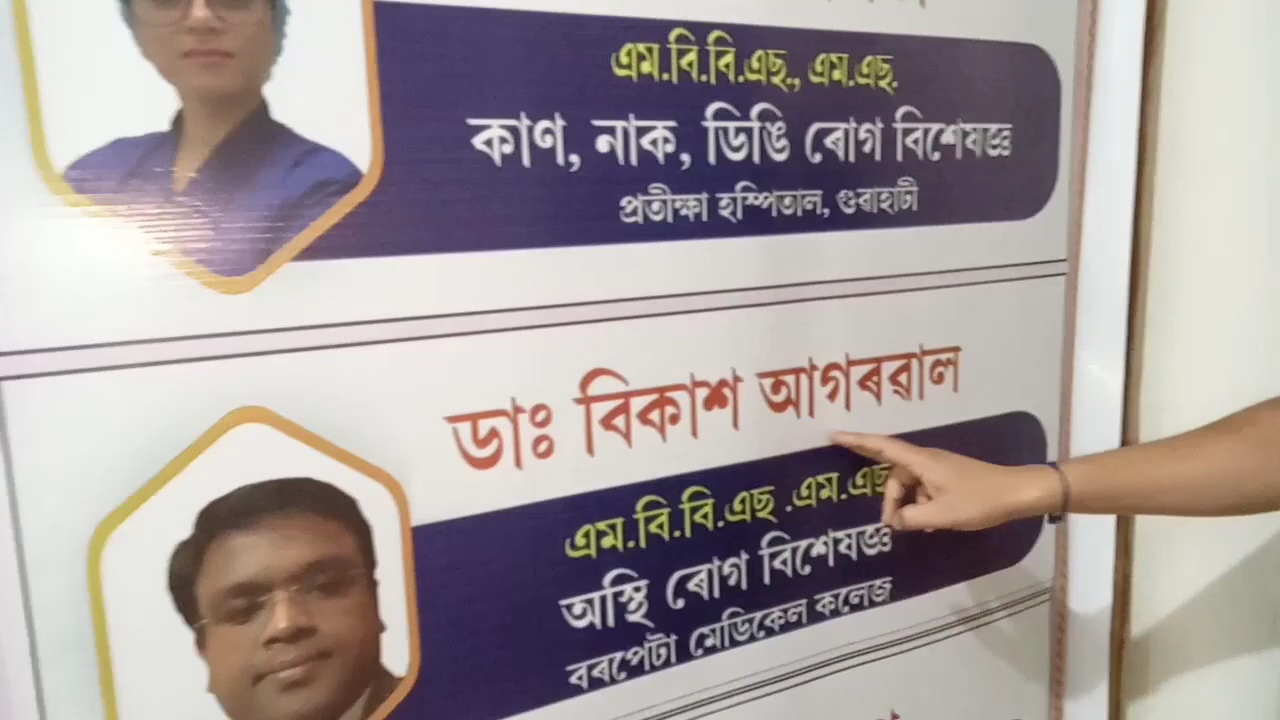 এম.বি.বি.এছ., এম.এছ.
কাণ, নাক, ডিঙি ৰোগ বিশেষজ্ঞ
প্ৰতীক্ষা হস্পিতাল, গুৱাহাটী
ডাঃ বিকাশ আগৰৱাল
এম.বি.বি.এছ .এম.এছ
অস্থি ৰোগ বিশেষজ্ঞ
বৰপেটা মেডিকেল কলেজ